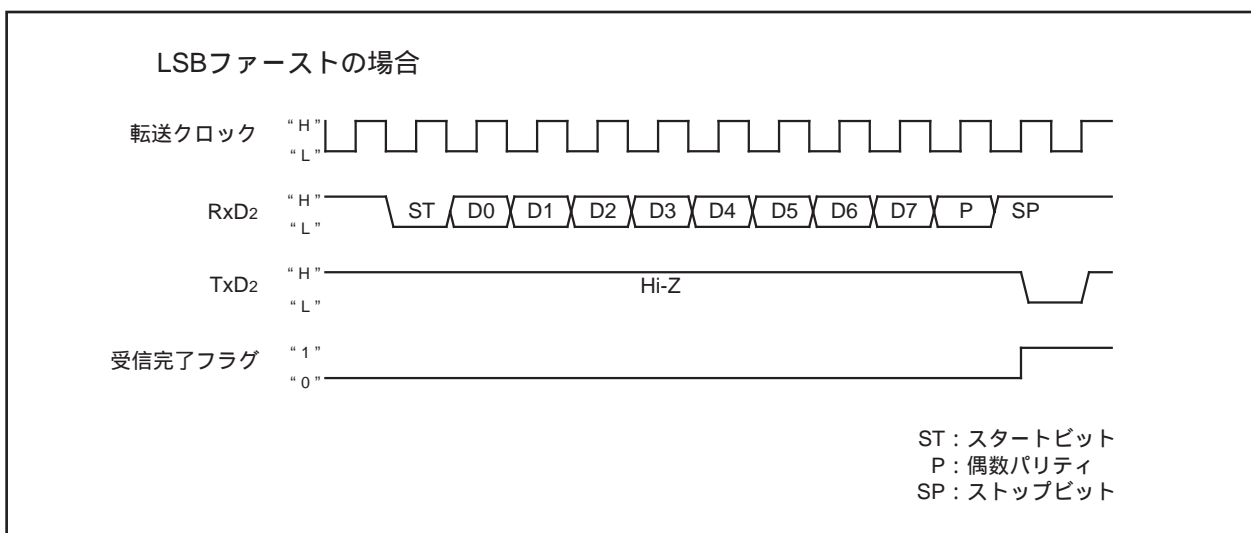 LSBファーストの場合
転送クロック
“ H ”
“ L ”
RxD2
“ H ”
“ L ”
ST D0 D1 D2 D3 D4 D5 D6 D7 P SP
TxD2
“ H ”
“ L ”
Hi-Z
受信完了フラグ
“ 1 ”
“ 0 ”
ST：スタートビット
P：偶数パリティ
SP：ストップビット